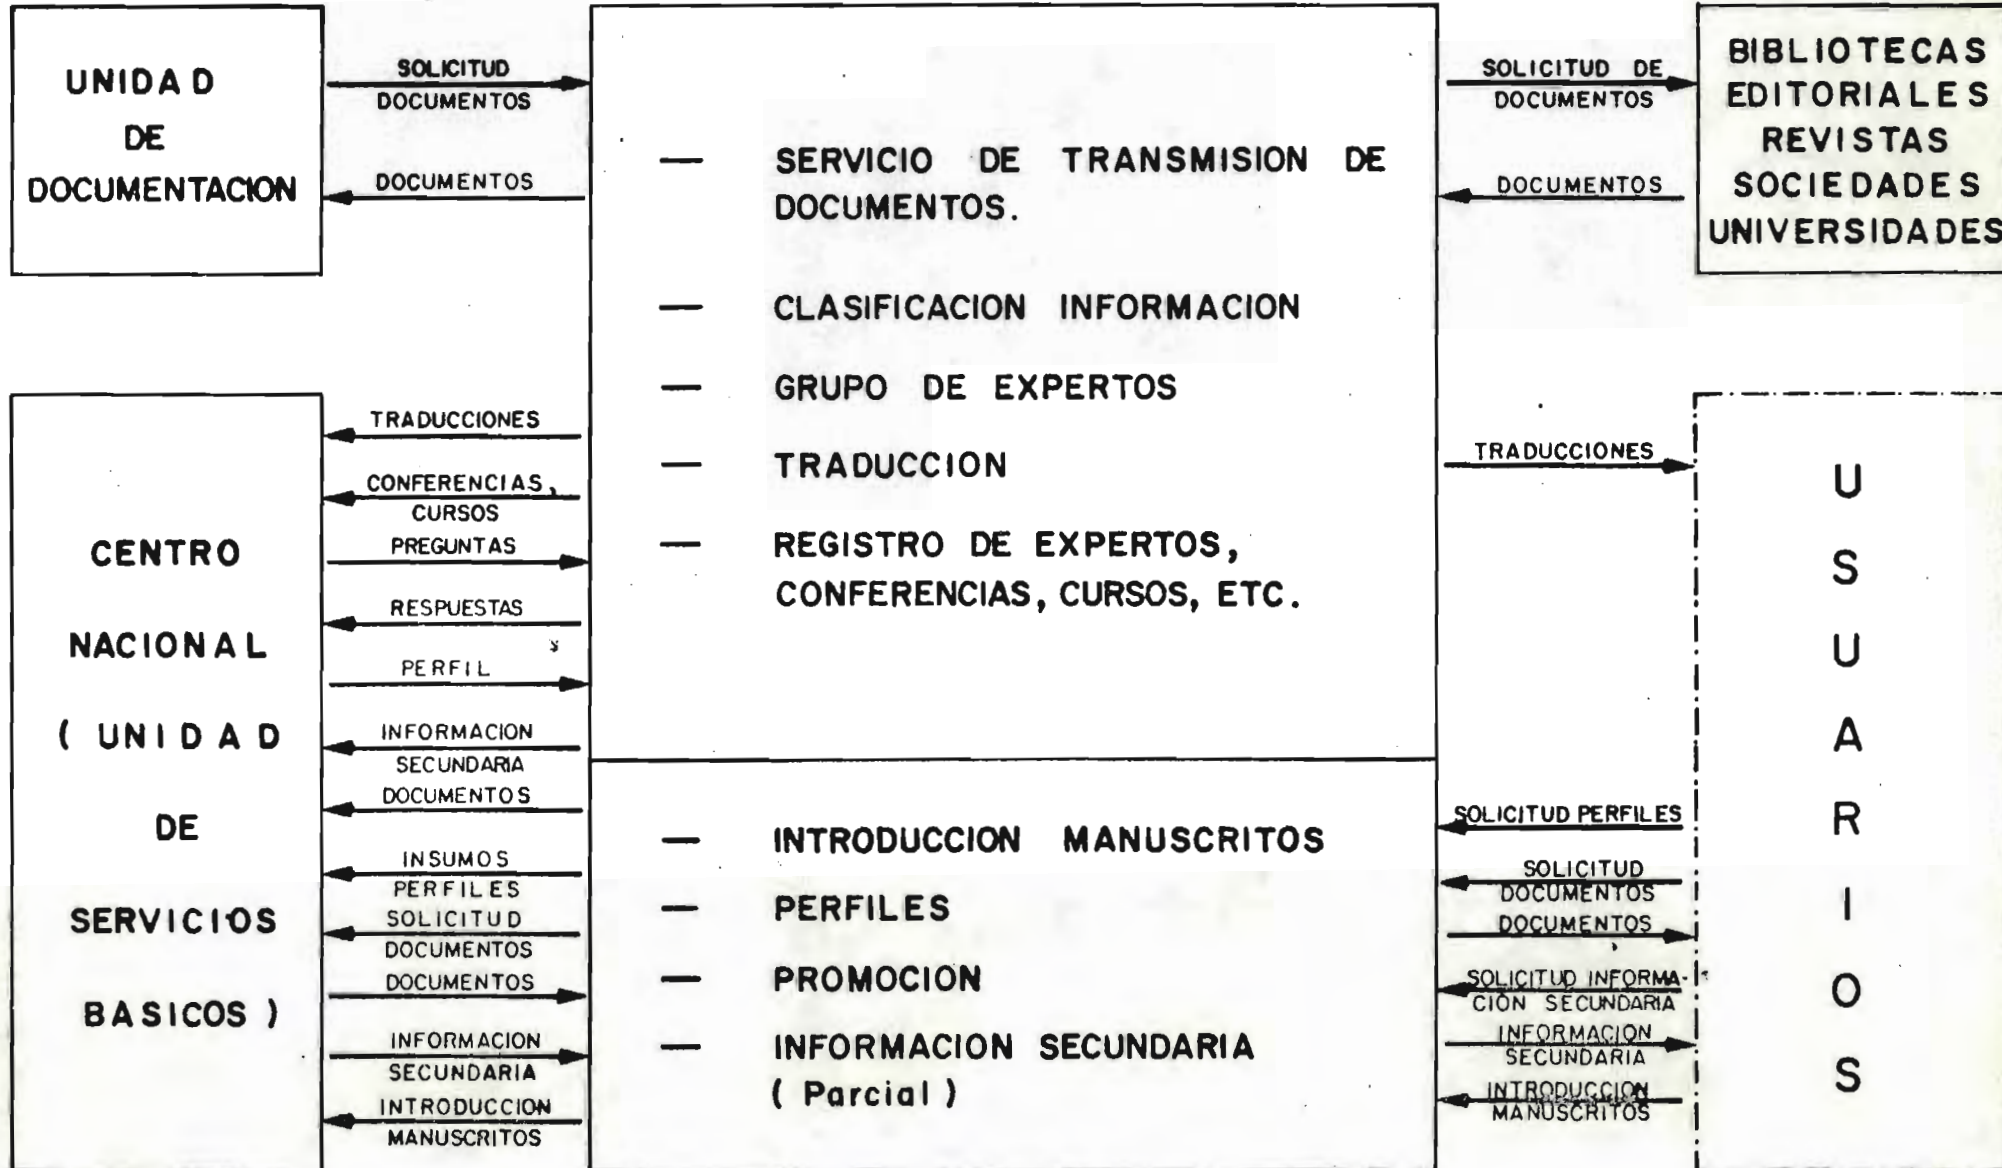 UNIDAD
DE
DOCUMENTACION
SOLICITUD
DOCUMENTOS
DOCUMENTOS
— SERVICIO DE TRANSMISION DE
DOCUMENTOS.
— CLASIFICACION INFORMACION
— GRUPO DE EXPERTOS
— TRADUCCION
— REGISTRO DE EXPERTOS,
CONFERENCIAS, CURSOS, ETC.
SOLICITUD DE
DOCUMENTOS
DOCUMENTOS
BIBLIOTECAS
EDITORIALES
REVISTAS
SOCIEDADES
UNIVERSIDADES
CENTRO
NACIONAL
( UNIDAD
DE
SERVICIOS
BASICOS )
TRADUCCIONES
CONFERENCIAS,
CURSOS
PREGUNTAS
RESPUESTAS
PERFIL
INFORMACION
SECUNDARIA
DOCUMENTOS
INSUMOS
PERFILES
SOLICITUD
DOCUMENTOS
DOCUMENTOS
INFORMACION
SECUNDARIA
INTRODUCCION
MANUSCRITOS
— INTRODUCCION MANUSCRITOS
— PERFILES
— PROMOCION
— INFORMACION SECUNDARIA
( Parcial )
TRADUCCIONES
SOLICITUD PERFILES
SOLICITUD
DOCUMENTOS
DOCUMENTOS
SOLICITUD INFORMA-
CIÓN SECUNDARIA
INFORMACION
SECUNDARIA
INTRODUCCION
MANUSCRITOS
USUARIOS